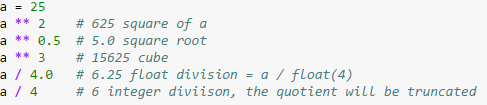 a = 25
a ** 2    # 625 square of a
a ** 0.5  # 5.0 square root
a ** 3    # 15625 cube
a / 4.0   # 6.25 float division = a / float(4)
a / 4     # 6 integer diviison, the quotient will be truncated